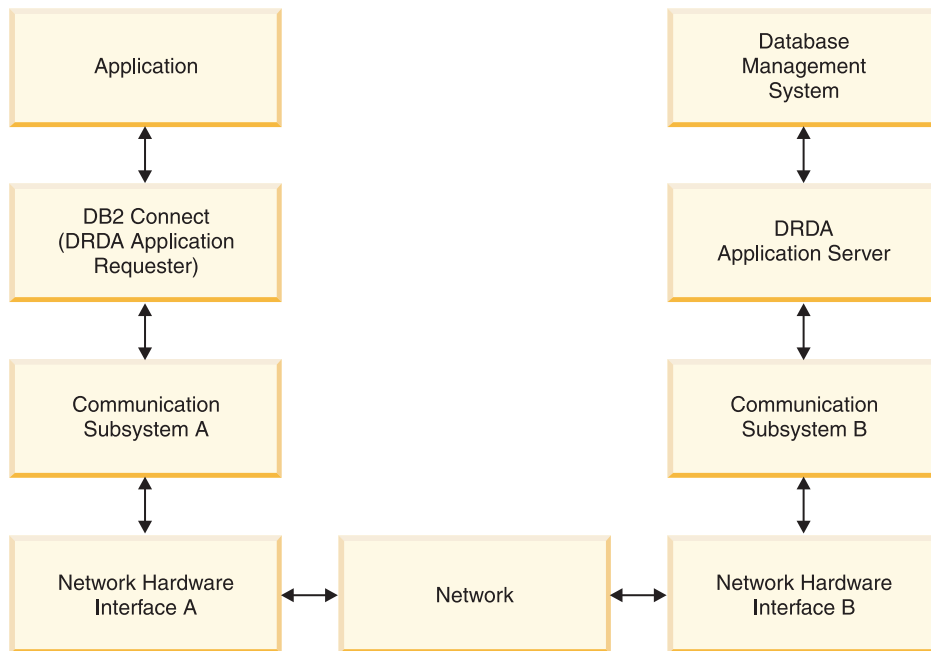 Application
Database
Management
System
DB2 Connect
(DRDA Application
Requester)
DRDA
Application Server
Communication
Subsystem A
Communication
Subsystem B
Network Hardware
Interface A
Network
Network Hardware
Interface B